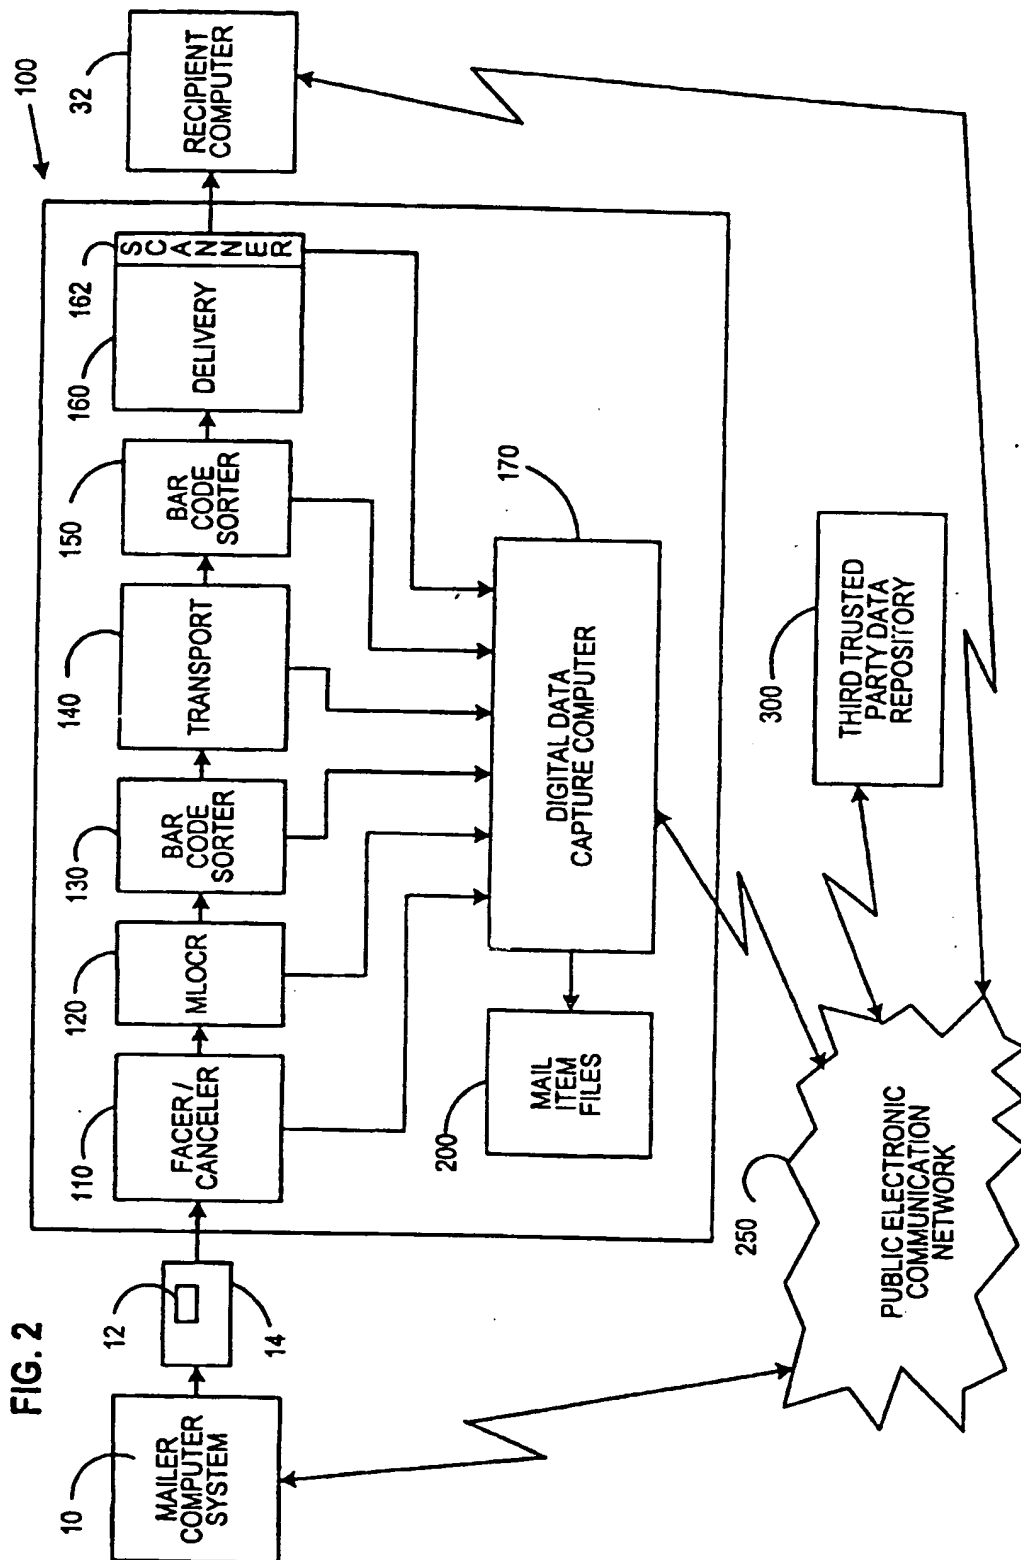 FIG. 2
100
10
MAILER
COMPUTER
SYSTEM
12
14
110
FACER/
CANCELER
120
MLOCR
130
BAR
CODE
SORTER
140
TRANSPORT
150
BAR
CODE
SORTER
160
DELIVERY
162
SCANNER
32
RECIPIENT
COMPUTER
200
MAIL
ITEM
FILES
170
DIGITAL DATA
CAPTURE COMPUTER
250
PUBLIC ELECTRONIC
COMMUNICATION
NETWORK
300
THIRD TRUSTED
PARTY DATA
REPOSITORY